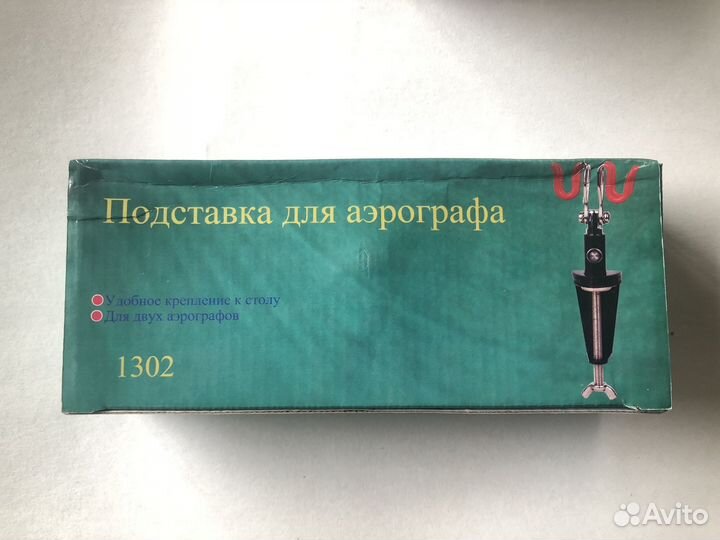 Подставка для аэрографа
Удобное крепление к столу
Для двух аэрографов
1302
Avito